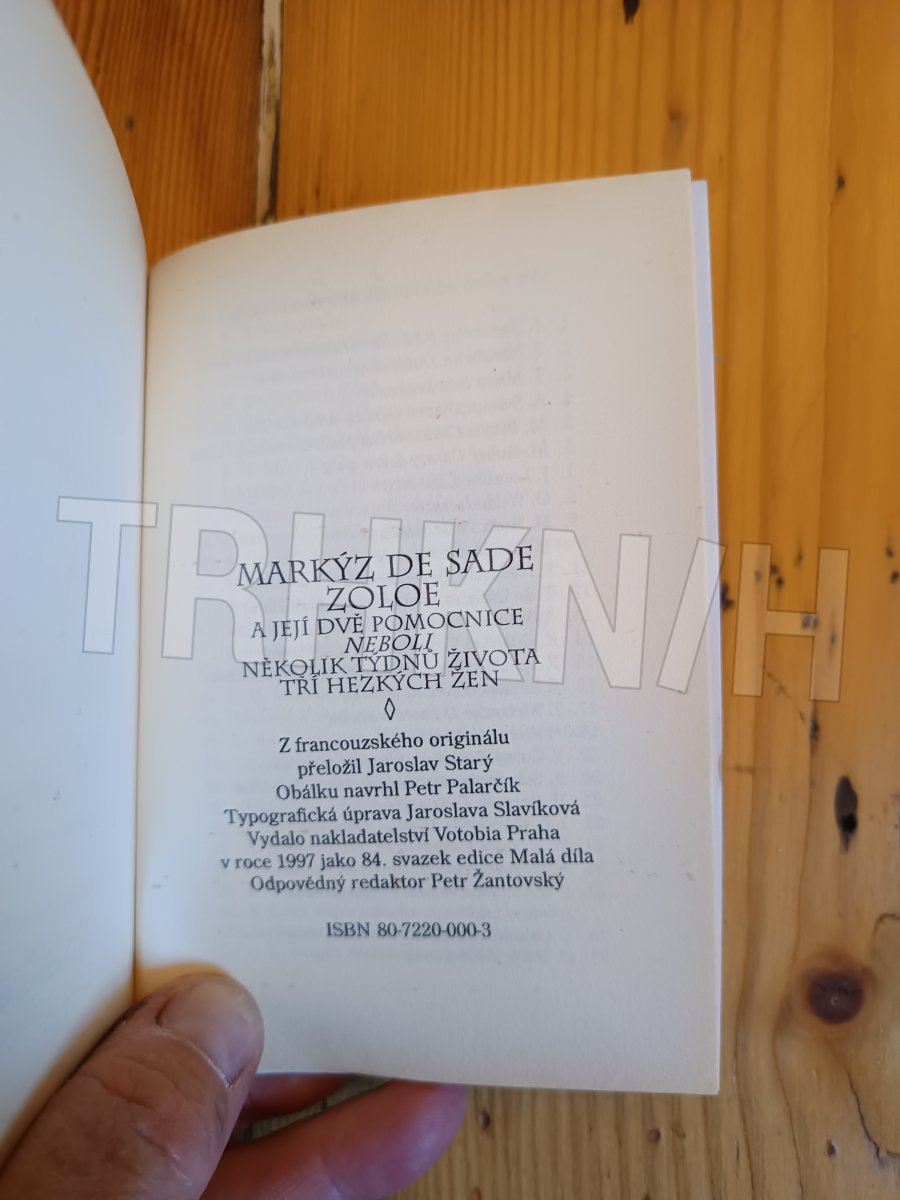 MARKÝZ DE SADE
ZOLOE
A JEJÍ DVĚ POMOCNICE
NEBOLI
NĚKOLIK TÝDNŮ ŽIVOTA
TŘÍ HEZKÝCH ŽEN
◊
Z francouzského originálu
přeložil Jaroslav Starý
Obálku navrhl Petr Palarčík
Typografická úprava Jaroslava Slavíková
Vydalo nakladatelství Votobia Praha
v roce 1997 jako 84. svazek edice Malá díla
Odpovědný redaktor Petr Žantovský
ISBN 80-7220-000-3
TRHKNIH